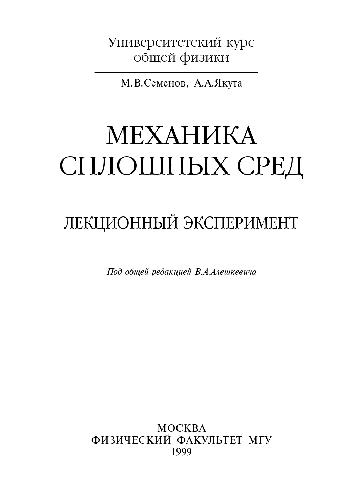 Университетский курс
общей физики
М.В.Семенов, А.А.Якута
МЕХАНИКА
СПЛОШНЫХ СРЕД
ЛЕКЦИОННЫЙ ЭКСПЕРИМЕНТ
Под общей редакцией В.А.Алешкевича
МОСКВА
ФИЗИЧЕСКИЙ ФАКУЛЬТЕТ МГУ
1999